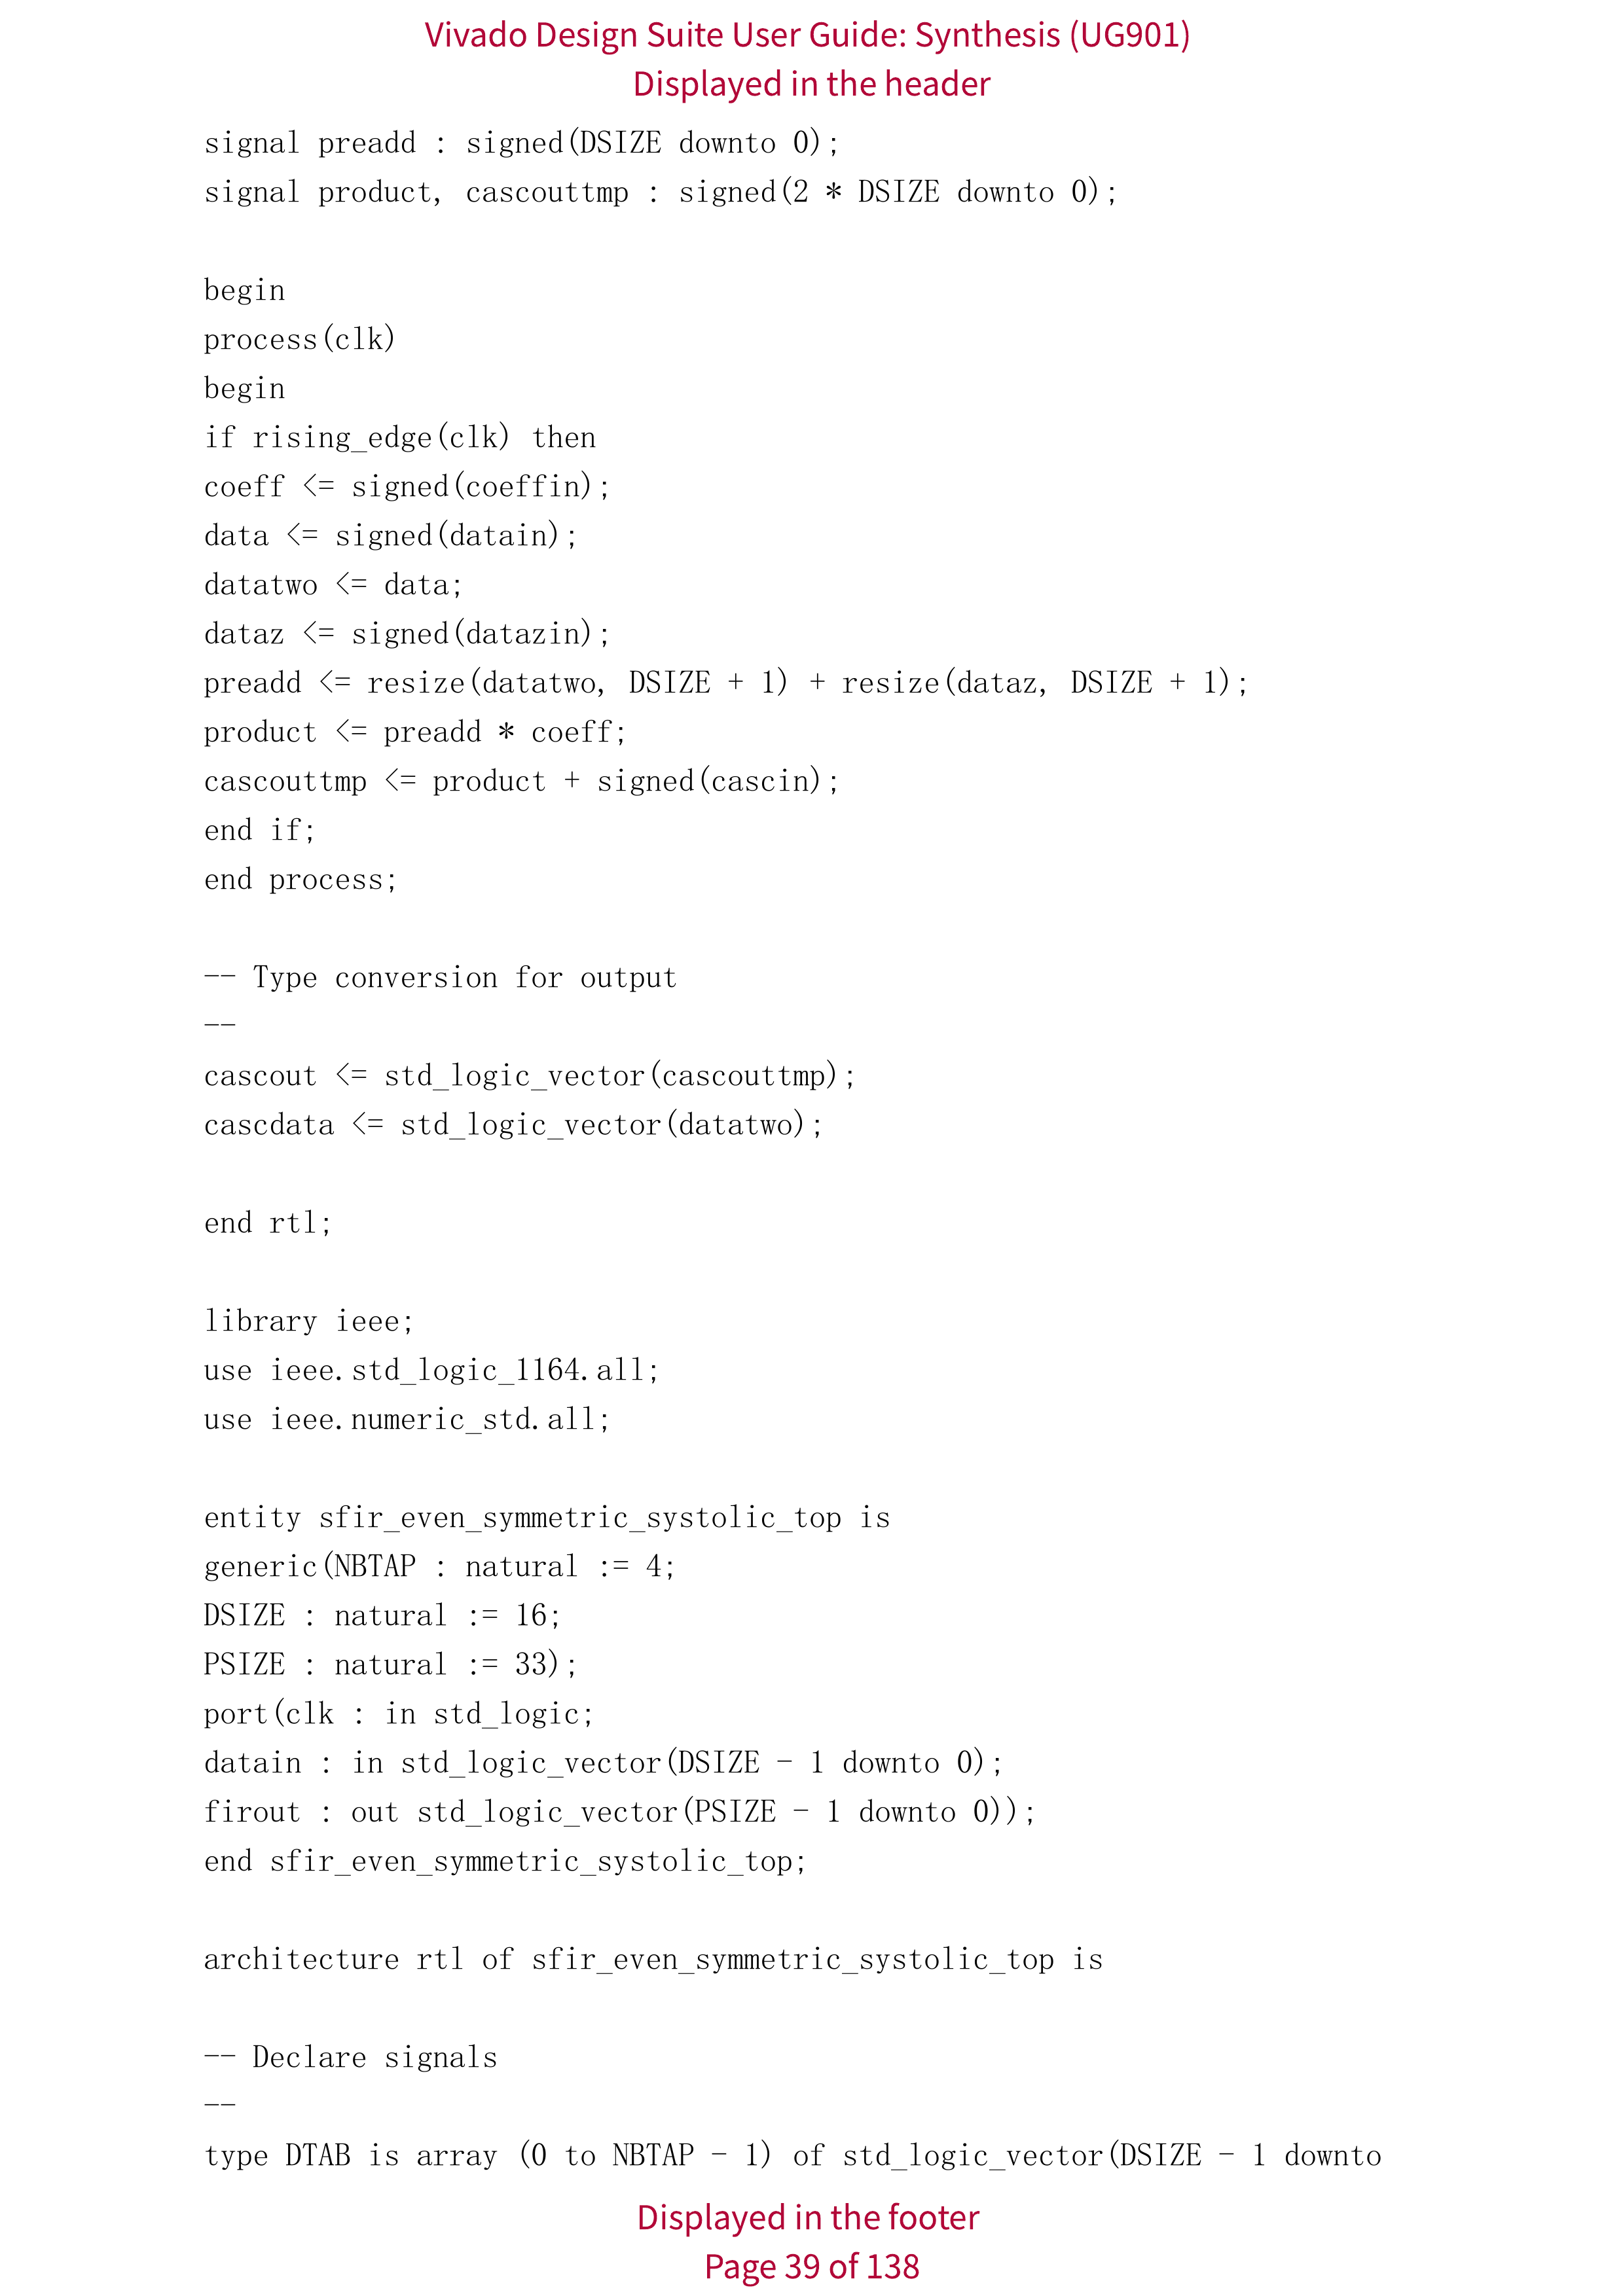 Vivado Design Suite User Guide: Synthesis (UG901)
Displayed in the header
signal preadd : signed(DSIZE downto 0);
signal product, cascouttmp : signed(2 * DSIZE downto 0);
begin
process(clk)
begin
if rising_edge(clk) then
coeff <= signed(coeffin);
data <= signed(datain);
datatwo <= data;
dataz <= signed(datazin);
preadd <= resize(datatwo, DSIZE + 1) + resize(dataz, DSIZE + 1);
product <= preadd * coeff;
cascouttmp <= product + signed(cascin);
end if;
end process;
-- Type conversion for output
--
cascout <= std_logic_vector(cascouttmp);
cascdata <= std_logic_vector(datatwo);
end rtl;
library ieee;
use ieee.std_logic_1164.all;
use ieee.numeric_std.all;
entity sfir_even_symmetric_systolic_top is
generic(NBTAP : natural := 4;
DSIZE : natural := 16;
PSIZE : natural := 33);
port(clk : in std_logic;
datain : in std_logic_vector(DSIZE - 1 downto 0);
firout : out std_logic_vector(PSIZE - 1 downto 0));
end sfir_even_symmetric_systolic_top;
architecture rtl of sfir_even_symmetric_systolic_top is
-- Declare signals
--
type DTAB is array (0 to NBTAP - 1) of std_logic_vector(DSIZE - 1 downto
Displayed in the footer
Page 39 of 138